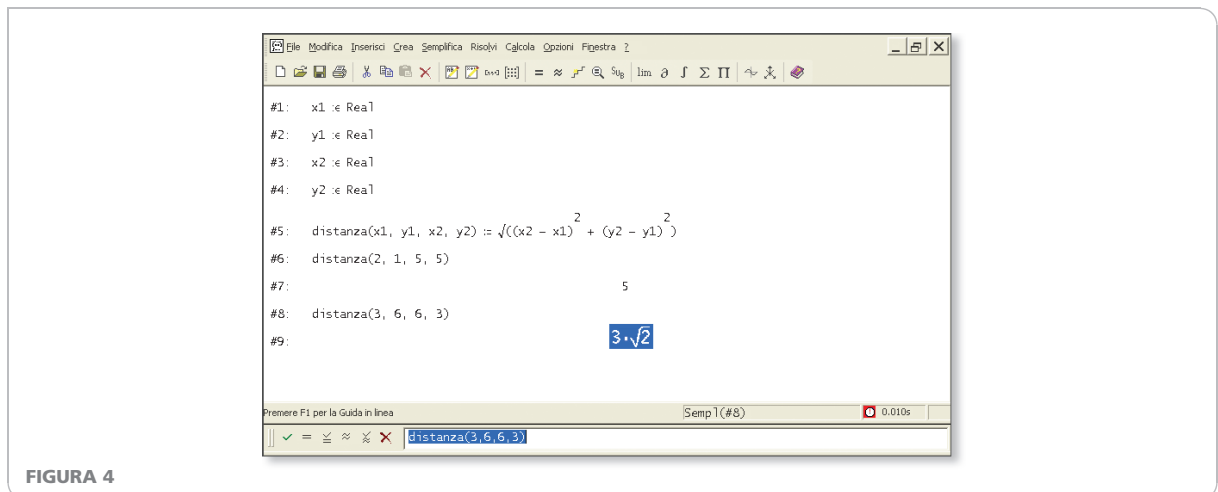 File Modifica Inserisci Crea Semplifica Risolvi Calcola Opzioni Finestra ?
= ≈ SUB lim ∂ ∫ Σ Π
#1: x1 :∈ Real
#2: y1 :∈ Real
#3: x2 :∈ Real
#4: y2 :∈ Real
#5: distanza(x1, y1, x2, y2) := √((x2 - x1)² + (y2 - y1)²)
#6: distanza(2, 1, 5, 5)
#7: 5
#8: distanza(3, 6, 6, 3)
#9: 3·√2
Premere F1 per la Guida in linea Sempl(#8) 0.010s
distanza(3,6,6,3)
FIGURA 4